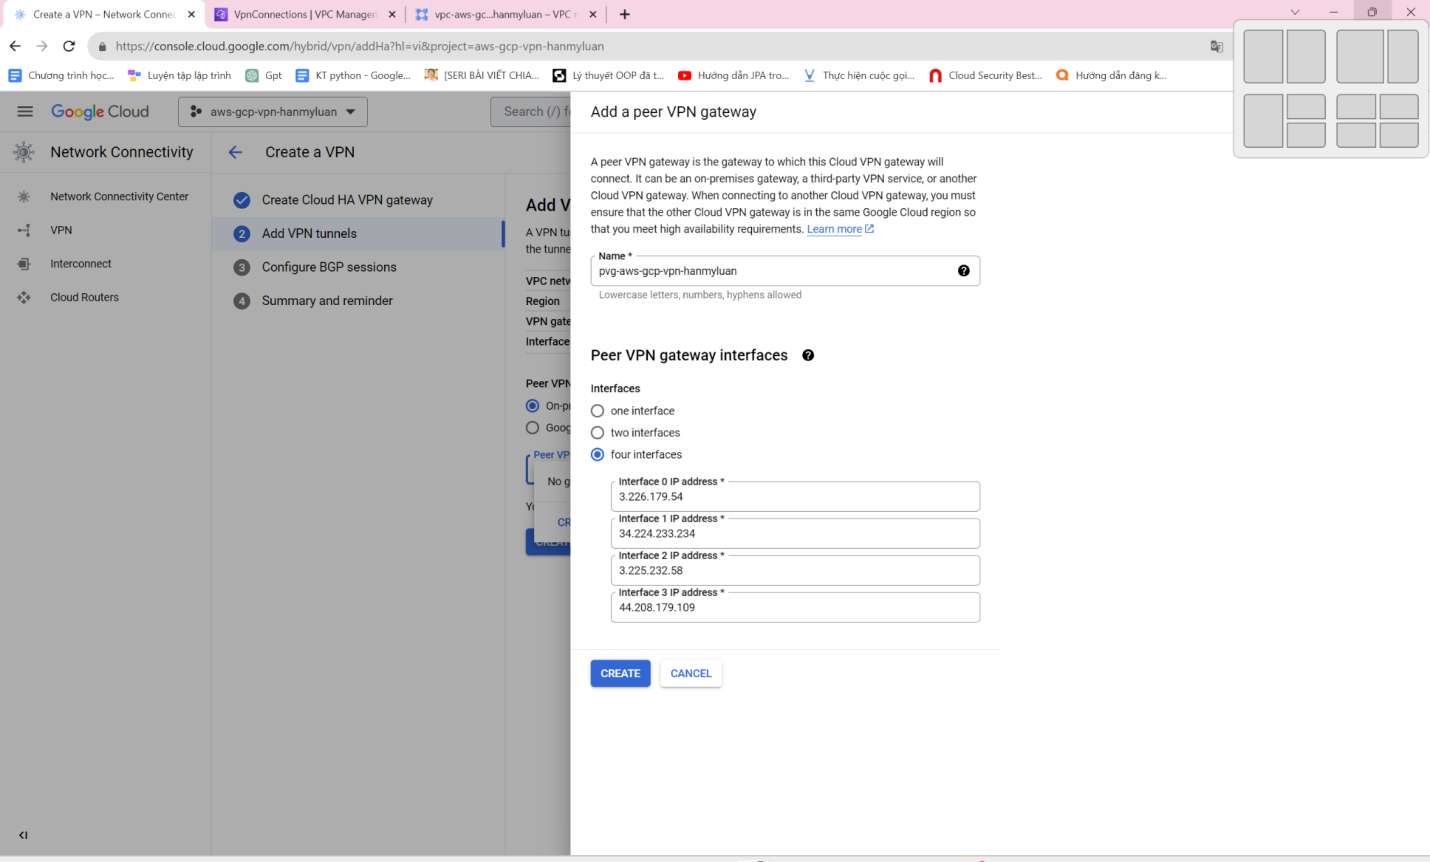 Create a VPN – Network Connec
VpnConnections | VPC Managem
vpc-aws-gc...hanmyluan – VPC n
https://console.cloud.google.com/hybrid/vpn/addHa?hl=vi&project=aws-gcp-vpn-hanmyluan
Chương trình học...
Luyện tập lập trình
Gpt
KT python - Google...
[SERI BÀI VIẾT CHIA...
Lý thuyết OOP đã t...
Hướng dẫn JPA tro...
Thực hiện cuộc gọi...
Cloud Security Best...
Hướng dẫn đăng k...
Google Cloud
aws-gcp-vpn-hanmyluan
Search (/) f
Network Connectivity
Network Connectivity Center
VPN
Interconnect
Cloud Routers
Create a VPN
Create Cloud HA VPN gateway
2 Add VPN tunnels
3 Configure BGP sessions
4 Summary and reminder
Add V
A VPN tu
the tunne
VPC netw
Region
VPN gate
Interface
Peer VPN
On-p
Goog
Peer VP
No g
Yo
CR
CREAT
Add a peer VPN gateway
A peer VPN gateway is the gateway to which this Cloud VPN gateway will
connect. It can be an on-premises gateway, a third-party VPN service, or another
Cloud VPN gateway. When connecting to another Cloud VPN gateway, you must
ensure that the other Cloud VPN gateway is in the same Google Cloud region so
that you meet high availability requirements. Learn more
Name *
pvg-aws-gcp-vpn-hanmyluan
Lowercase letters, numbers, hyphens allowed
Peer VPN gateway interfaces
Interfaces
one interface
two interfaces
four interfaces
Interface 0 IP address *
3.226.179.54
Interface 1 IP address *
34.224.233.234
Interface 2 IP address *
3.225.232.58
Interface 3 IP address *
44.208.179.109
CREATE
CANCEL